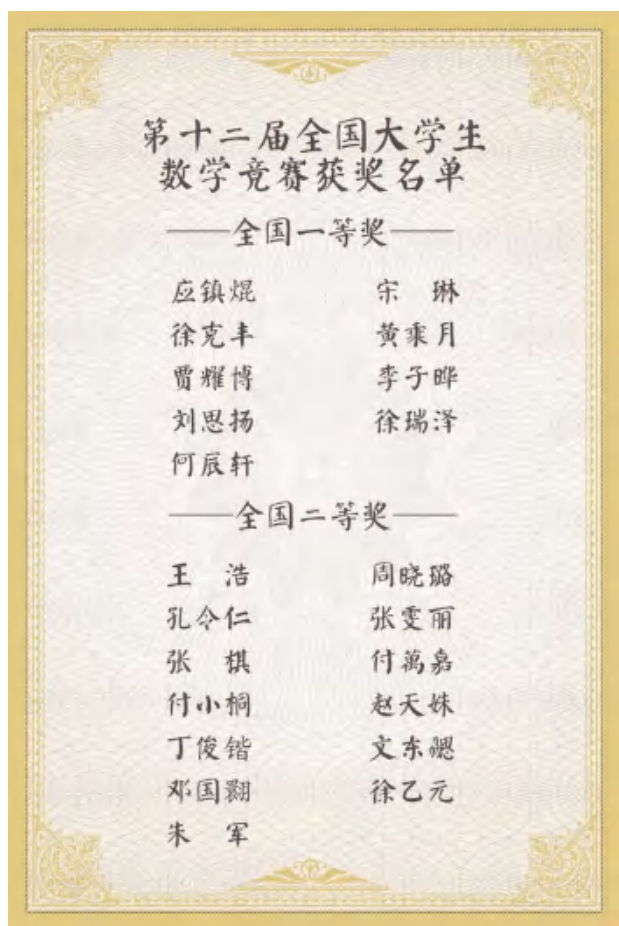 第十二届全国大学生
数学竞赛获奖名单
——全国一等奖——
应镇焜 宋 琳
徐克丰 黄乘月
贾耀博 李子晔
刘思扬 徐瑞泽
何辰轩
——全国二等奖——
王 浩 周晓璐
孔令仁 张雯丽
张 棋 付萬嘉
付小桐 赵天姝
丁俊锴 文东
邓国翾 徐乙元
朱 军